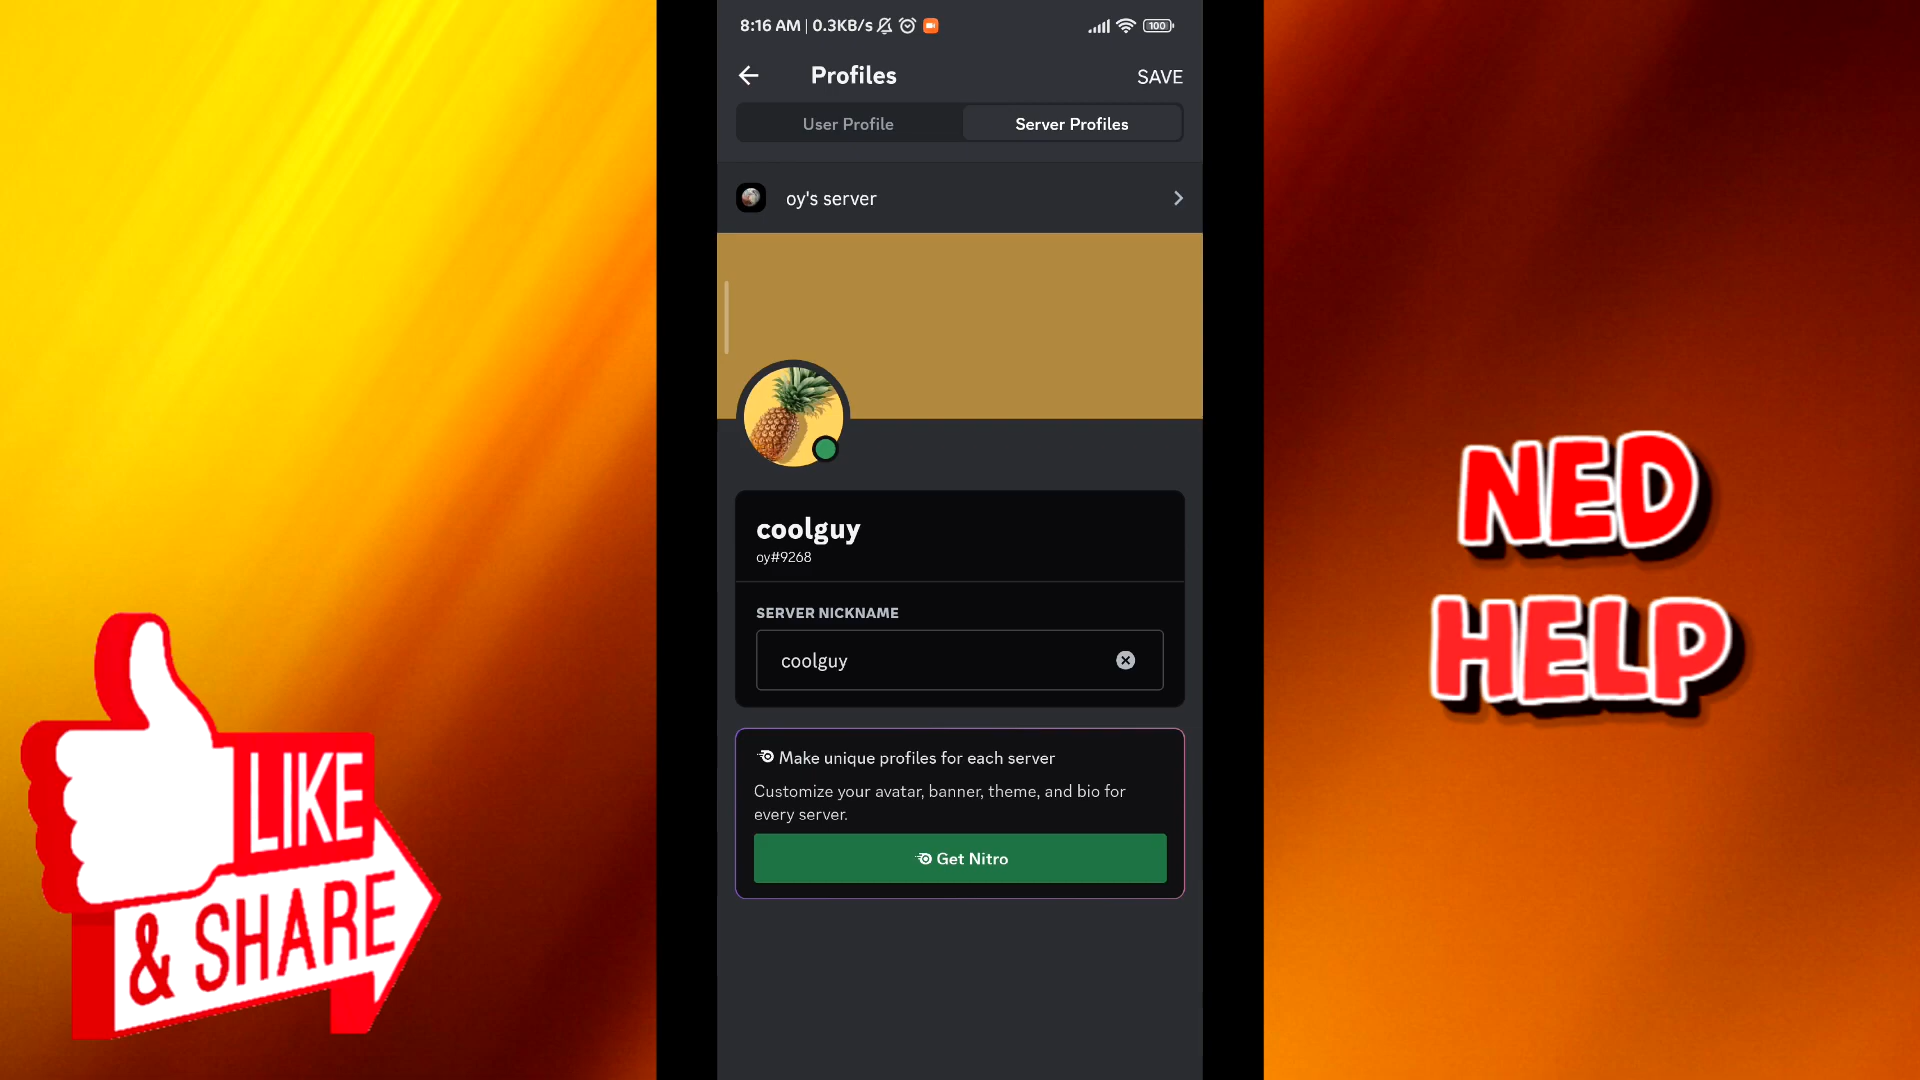 8:16 AM | 0.3KB/s
100
Profiles
SAVE
User Profile
Server Profiles
oy's server
coolguy
oy#9268
SERVER NICKNAME
coolguy
Make unique profiles for each server
Customize your avatar, banner, theme, and bio for
every server.
Get Nitro
LIKE
& SHARE
NED
HELP